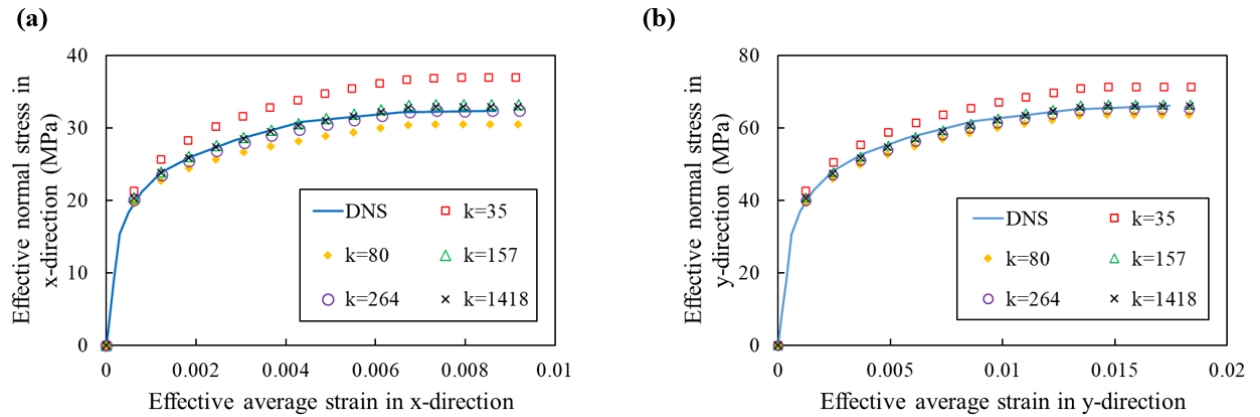 (a)
Effective normal stress in
x-direction (MPa)
40
30
20
10
0
DNS
k=35
k=80
k=157
k=264
k=1418
0
0.002
0.004
0.006
0.008
0.01
Effective average strain in x-direction
(b)
Effective normal stress in
y-direction (MPa)
80
60
40
20
0
DNS
k=35
k=80
k=157
k=264
k=1418
0
0.005
0.01
0.015
0.02
Effective average strain in y-direction